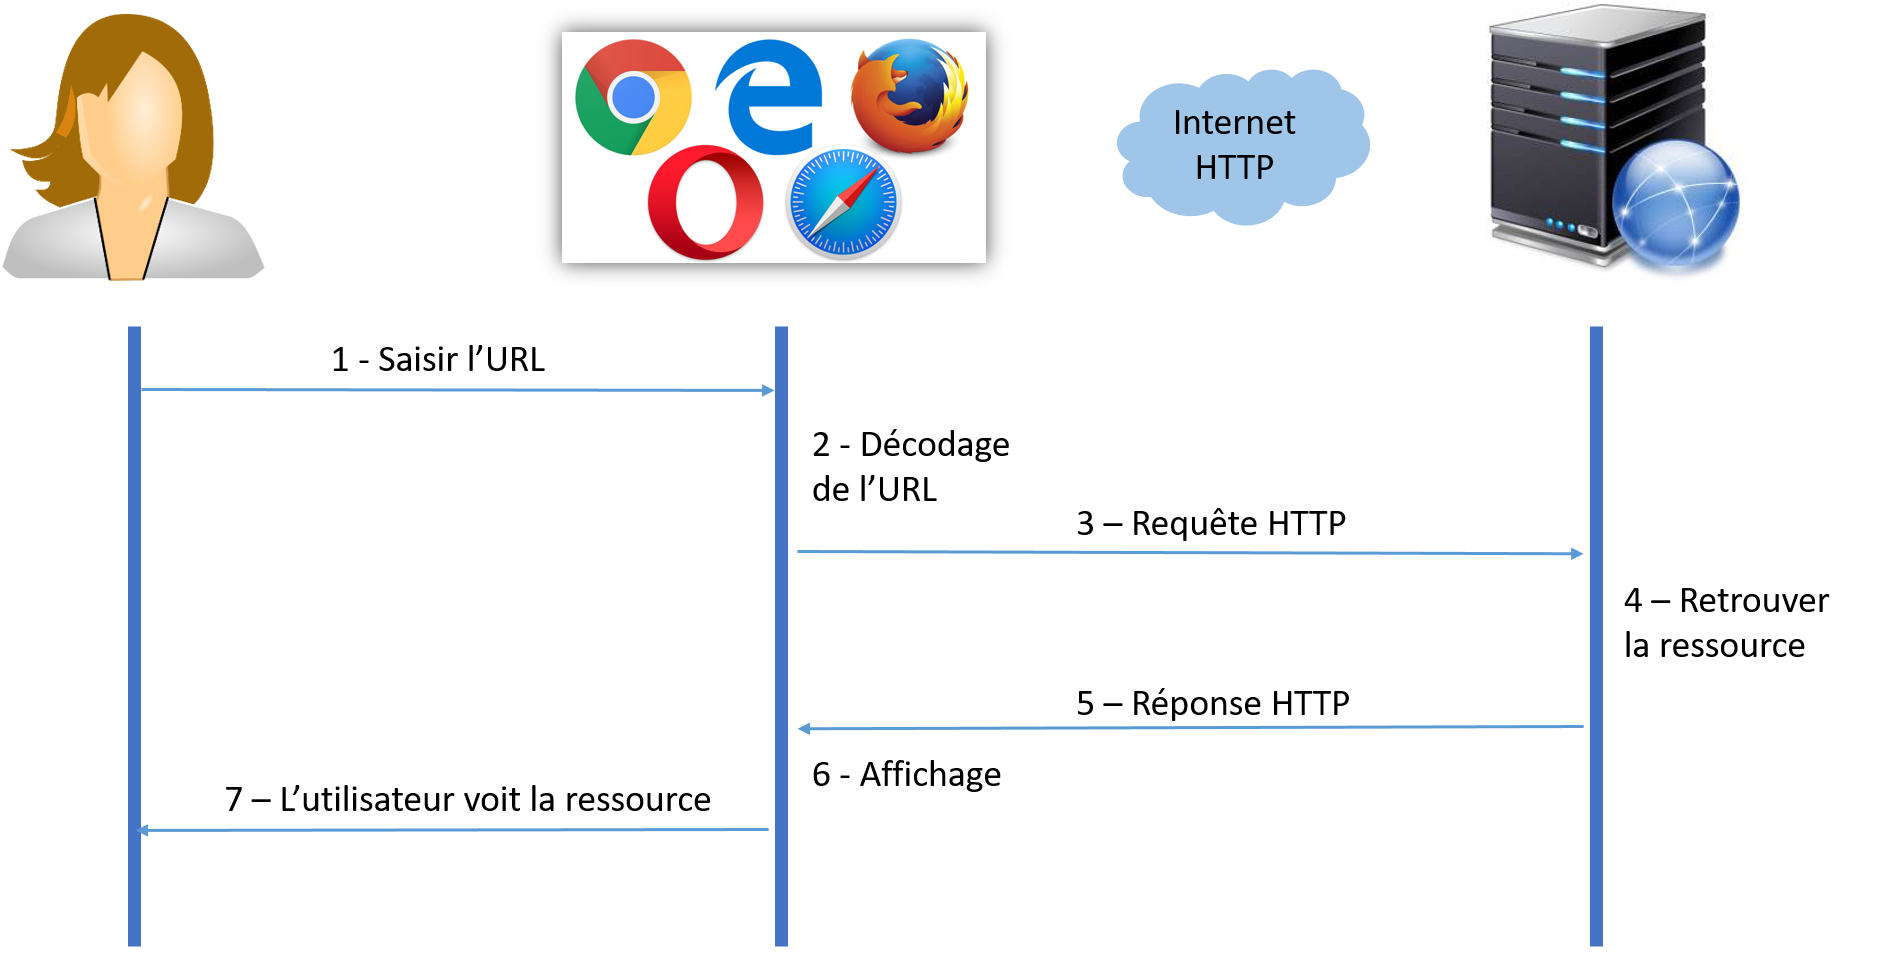 Internet
HTTP
1 - Saisir l’URL
2 - Décodage
de l’URL
3 – Requête HTTP
4 – Retrouver
la ressource
5 – Réponse HTTP
6 - Affichage
7 – L’utilisateur voit la ressource